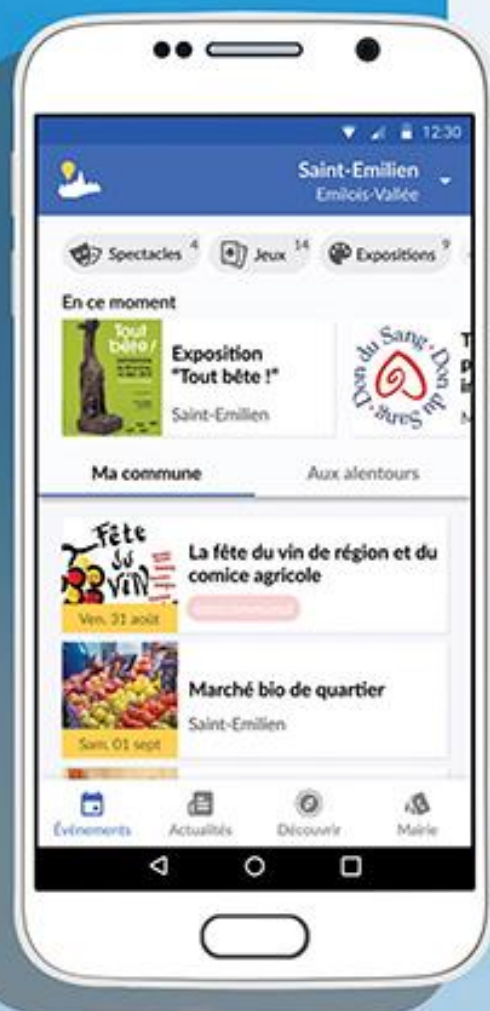 12:30
Saint-Emilien
Emilois-Vallée
Spectacles 4
Jeux 14
Expositions 9
En ce moment
Tout
bête !
Exposition
"Tout bête !"
Saint-Emilien
Don du Sang · Don du Sang
T
p
Ma commune
Aux alentours
Fête
du
ViN
Ven. 31 août
La fête du vin de région et du
comice agricole
Sam. 01 sept
Marché bio de quartier
Saint-Emilien
Événements
Actualités
Découvrir
Mairie